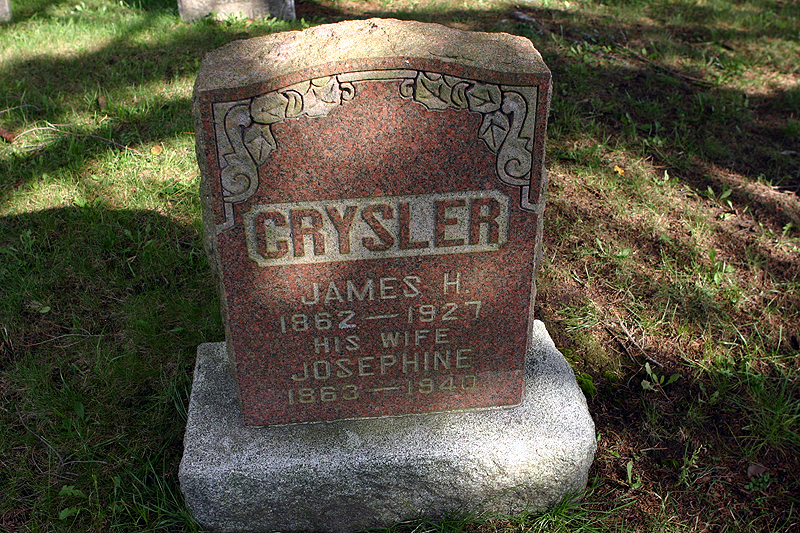 CRYSLER
JAMES H.
1862 — 1927
HIS WIFE
JOSEPHINE
1863 — 1940